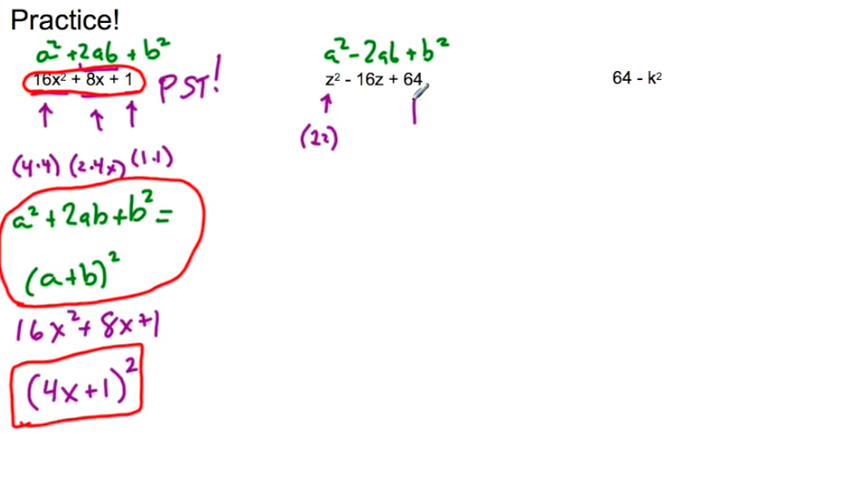 Practice!
a² + 2ab + b²
16x² + 8x + 1
PST!
(4·4) (2·4x) (1·1)
a² + 2ab + b² =
(a+b)²
16x² + 8x + 1
(4x+1)²
a² - 2ab + b²
z² - 16z + 64
(zz)
64 - k²